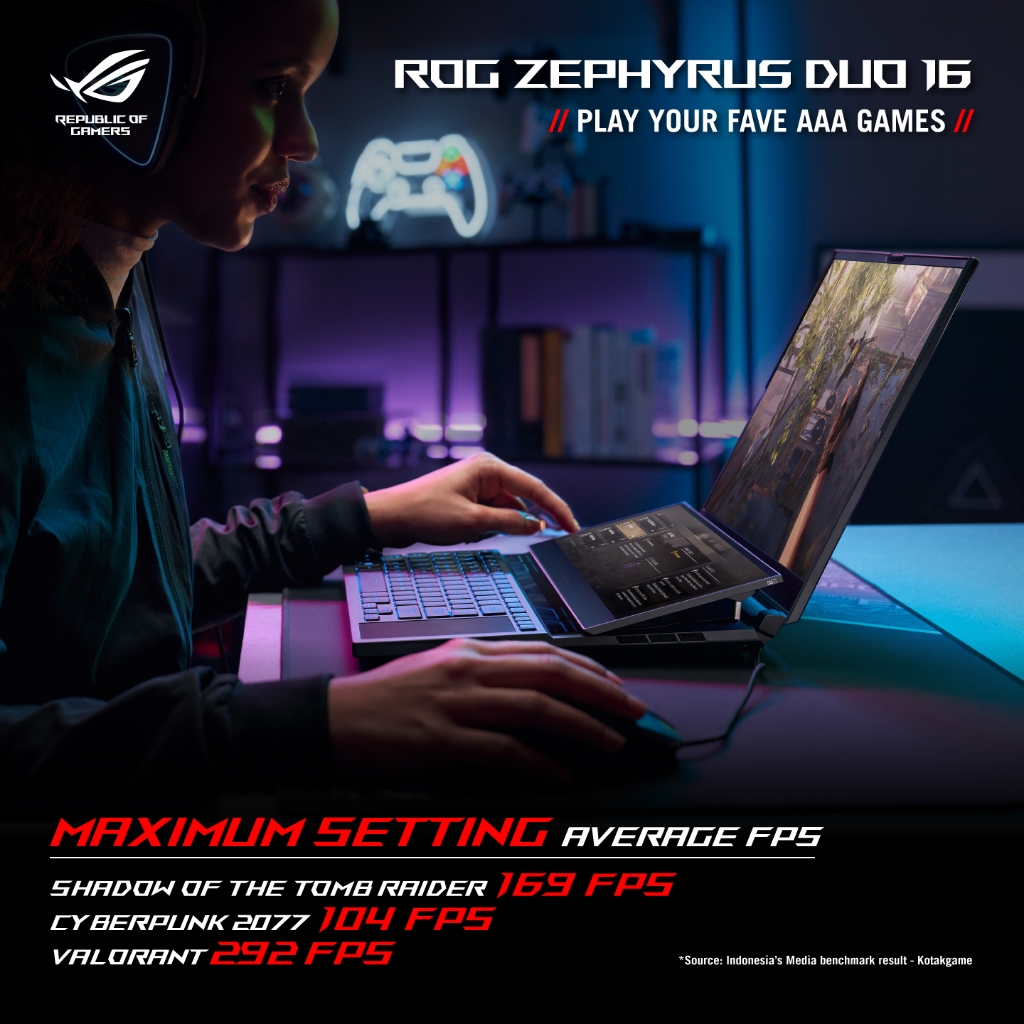 REPUBLIC OF
GAMERS
ROG ZEPHYRUS DUO 16
// PLAY YOUR FAVE AAA GAMES //
MAXIMUM SETTING AVERAGE FPS
SHADOW OF THE TOMB RAIDER 169 FPS
CYBERPUNK 2077 104 FPS
VALORANT 292 FPS
*Source: Indonesia's Media benchmark result - Kotakgame